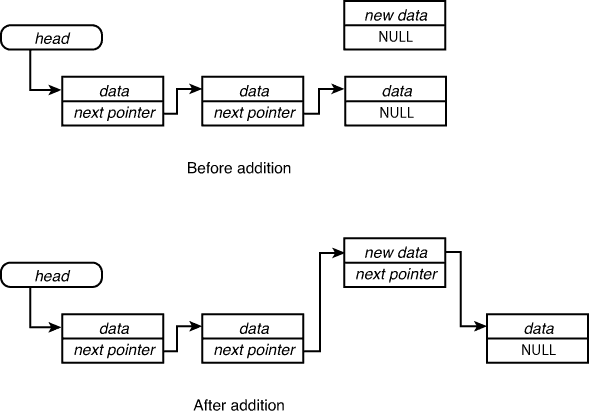 new data
NULL
head
data
next pointer
data
next pointer
data
NULL
Before addition
new data
next pointer
head
data
next pointer
data
next pointer
data
NULL
After addition